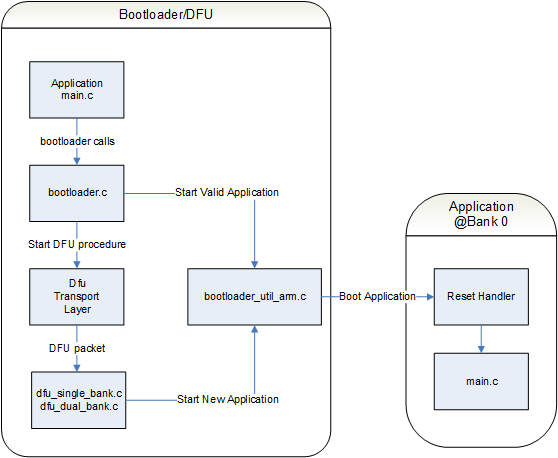 Bootloader/DFU
Application
main.c
bootloader calls
bootloader.c
Start Valid Application
Start DFU procedure
Dfu
Transport
Layer
bootloader_util_arm.c
DFU packet
dfu_single_bank.c
dfu_dual_bank.c
Start New Application
Boot Application
Application
@Bank 0
Reset Handler
main.c